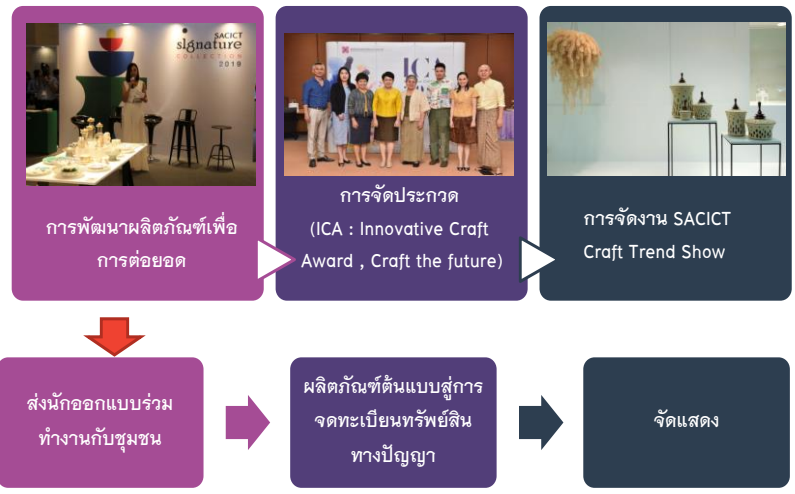 SACICT
signature
COLLECTION
2019
ICA
การพัฒนาผลิตภัณฑ์เพื่อ
การต่อยอด
การจัดประกวด
(ICA : Innovative Craft
Award , Craft the future)
การจัดงาน SACICT
Craft Trend Show
ส่งนักออกแบบร่วม
ทำงานกับชุมชน
ผลิตภัณฑ์ต้นแบบสู่การ
จดทะเบียนทรัพย์สิน
ทางปัญญา
จัดแสดง